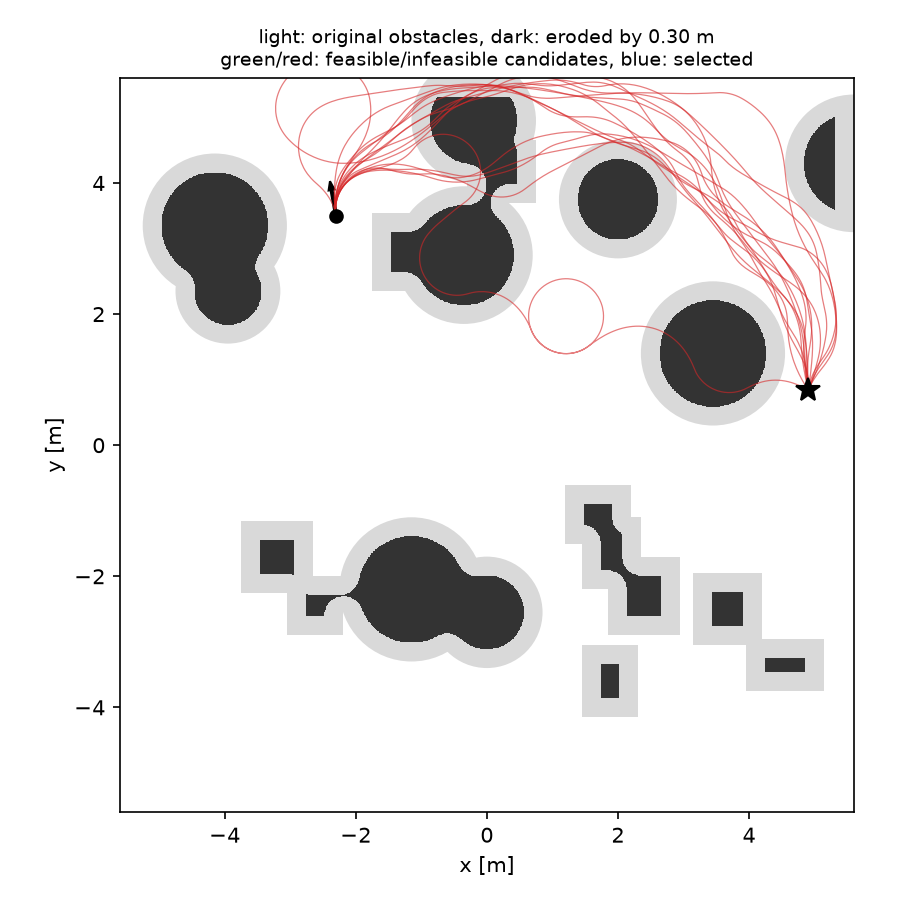 light: original obstacles, dark: eroded by 0.30 m
green/red: feasible/infeasible candidates, blue: selected
y [m]
4
2
0
−2
−4
−4
−2
0
2
4
x [m]